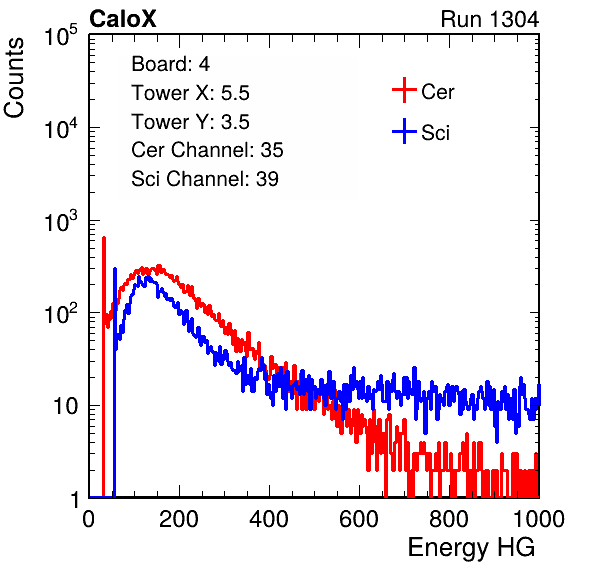 CaloX Run 1304
Counts
10^5
10^4
10^3
10^2
10
1
Board: 4
Tower X: 5.5
Tower Y: 3.5
Cer Channel: 35
Sci Channel: 39
Cer
Sci
0 200 400 600 800 1000
Energy HG